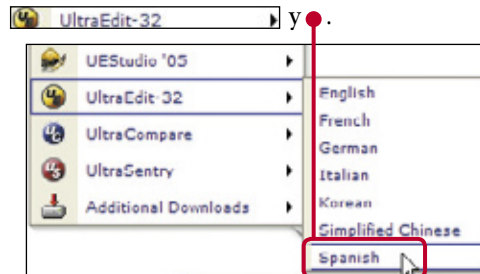 UltraEdit-32 y .
UEStudio '05
UltraEdit-32
UltraCompare
UltraSentry
Additional Downloads
English
French
German
Italian
Korean
Simplified Chinese
Spanish